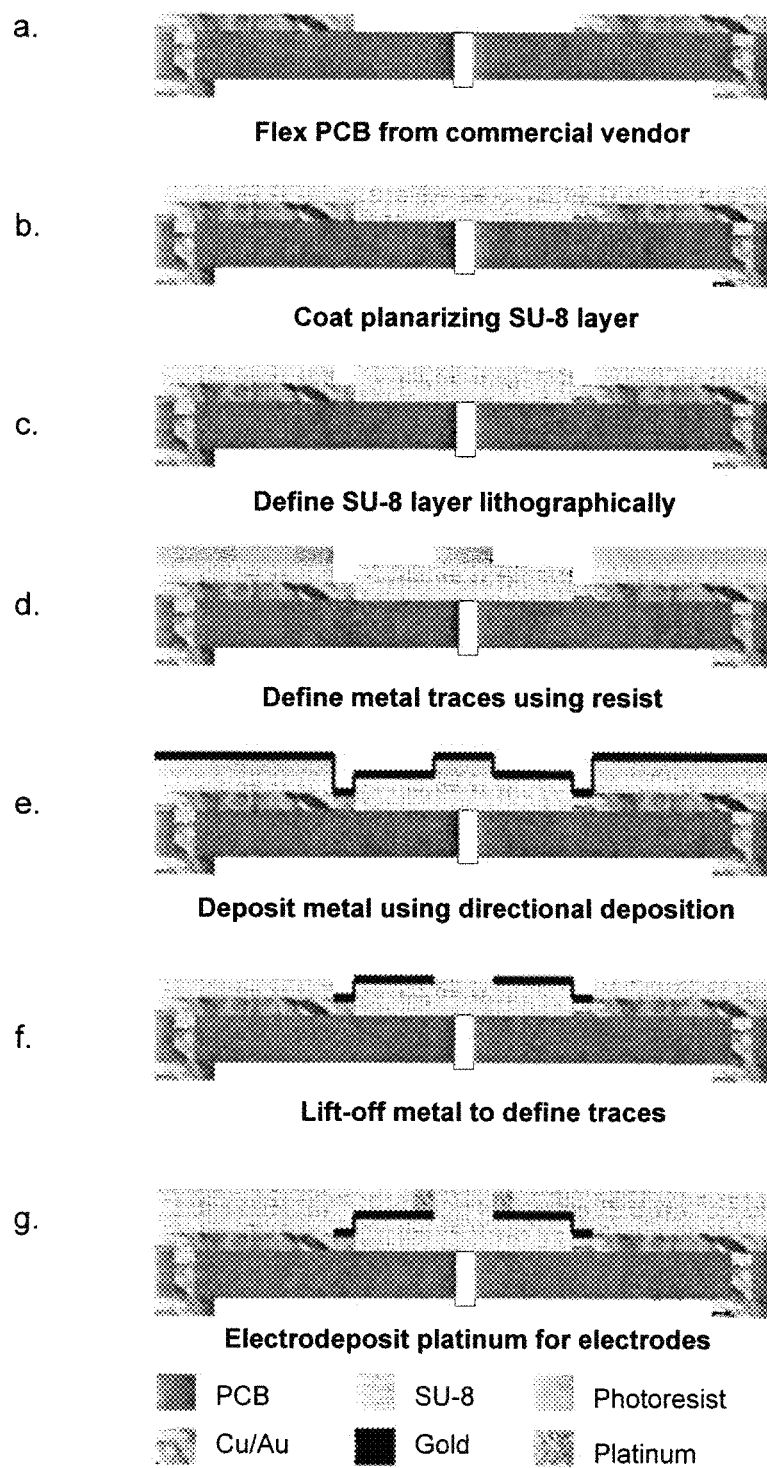 a.
Flex PCB from commercial vendor
b.
Coat planarizing SU-8 layer
c.
Define SU-8 layer lithographically
d.
Define metal traces using resist
e.
Deposit metal using directional deposition
f.
Lift-off metal to define traces
g.
Electrodeposit platinum for electrodes
PCB SU-8 Photoresist
Cu/Au Gold Platinum